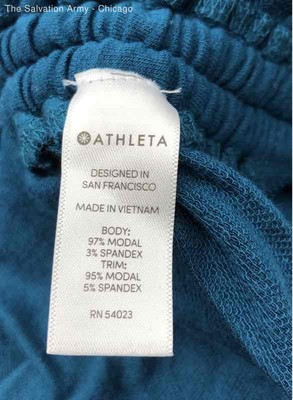 The Salvation Army - Chicago
ATHLETA
DESIGNED IN
SAN FRANCISCO
MADE IN VIETNAM
BODY:
97% MODAL
3% SPANDEX
TRIM:
95% MODAL
5% SPANDEX
RN 54023